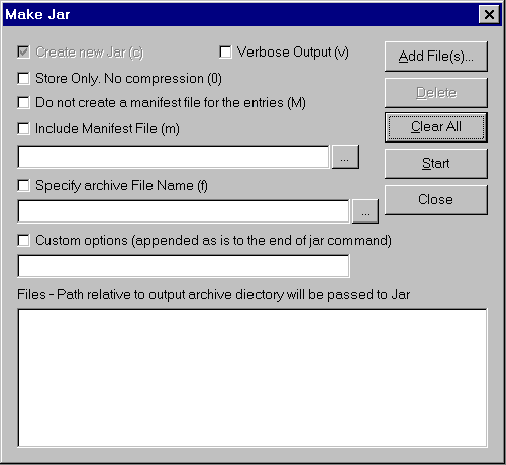 Make Jar
Create new Jar (c)
Verbose Output (v)
Add File(s)...
Store Only. No compression (0)
Delete
Do not create a manifest file for the entries (M)
Clear All
Include Manifest File (m)
...
Start
Specify archive File Name (f)
Close
...
Custom options (appended as is to the end of jar command)
Files - Path relative to output archive diectory will be passed to Jar